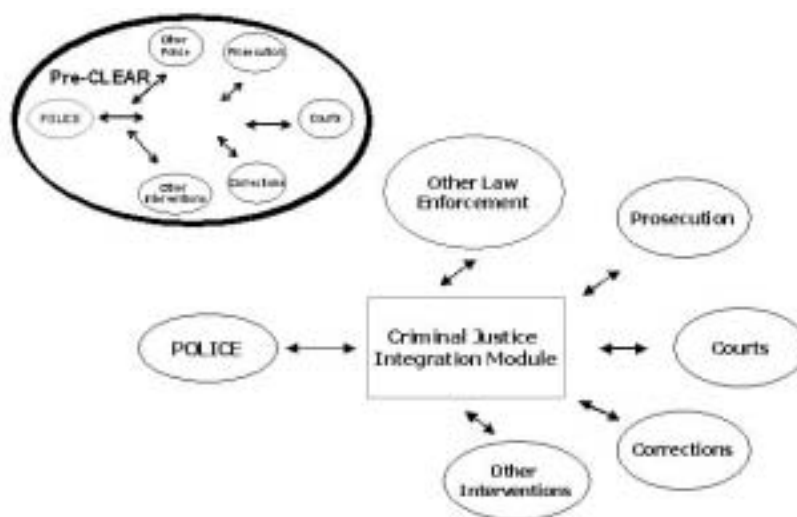 Other
Police
Prosecution
Pre-CLEAR
POLICE
Courts
Other
Interventions
Corrections
Other Law
Enforcement
Prosecution
POLICE
Criminal Justice
Integration Module
Courts
Corrections
Other
Interventions